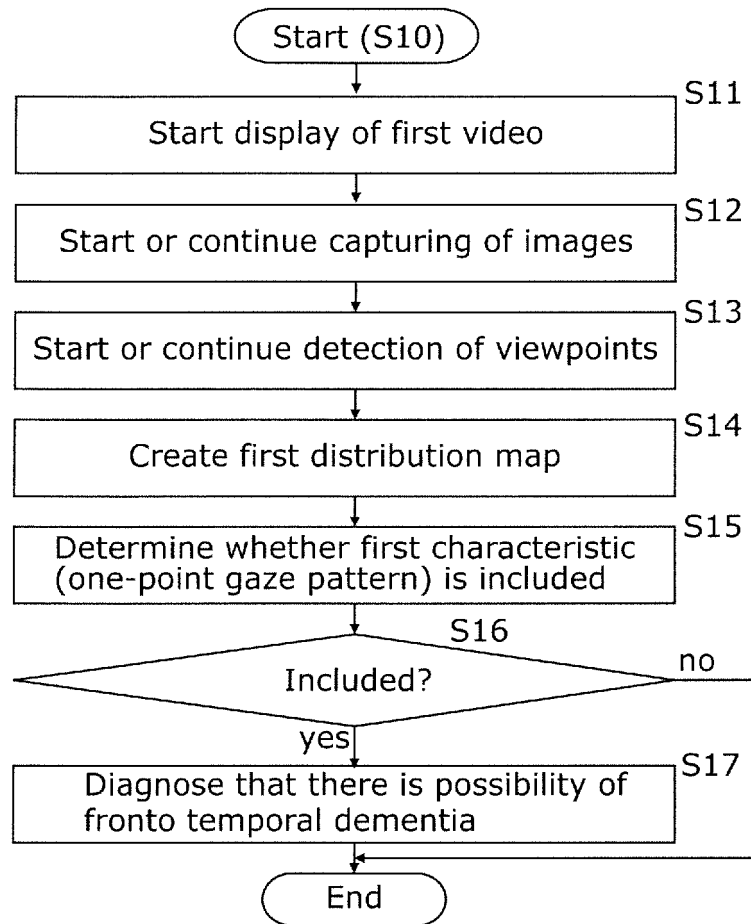 Start (S10)
S11
Start display of first video
S12
Start or continue capturing of images
S13
Start or continue detection of viewpoints
S14
Create first distribution map
S15
Determine whether first characteristic
(one-point gaze pattern) is included
S16
Included?
no
yes
S17
Diagnose that there is possibility of
fronto temporal dementia
End